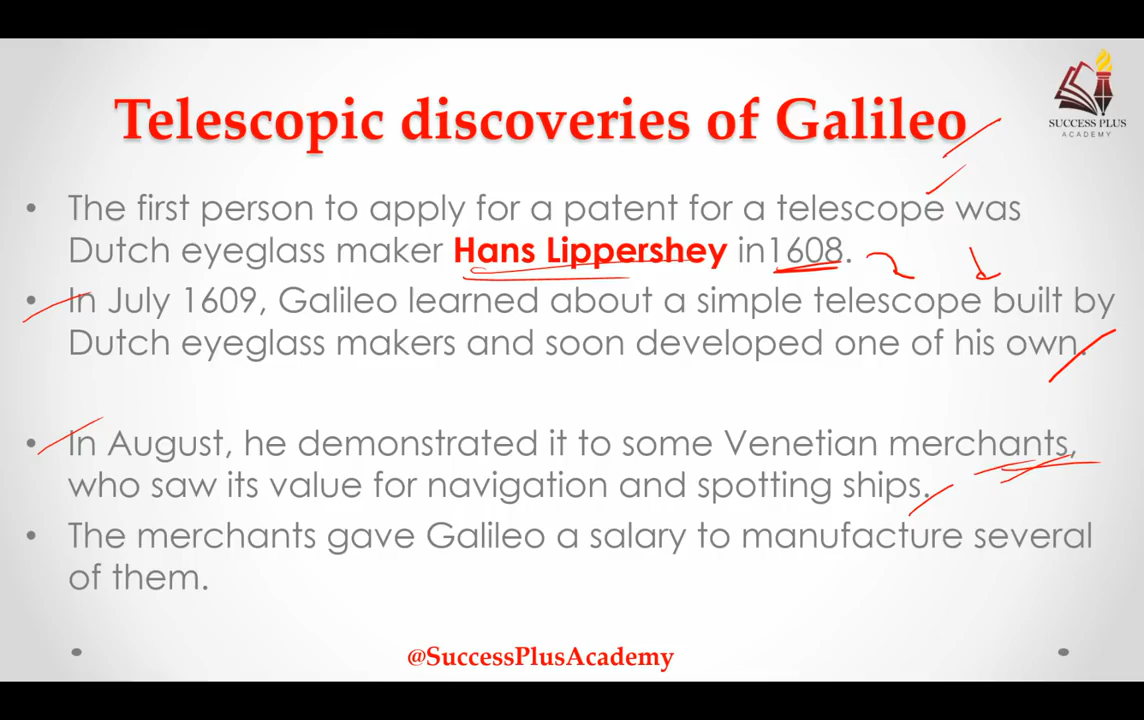 Telescopic discoveries of Galileo
SUCCESS PLUS
ACADEMY
• The first person to apply for a patent for a telescope was
Dutch eyeglass maker Hans Lippershey in1608.
• In July 1609, Galileo learned about a simple telescope built by
Dutch eyeglass makers and soon developed one of his own.
• In August, he demonstrated it to some Venetian merchants,
who saw its value for navigation and spotting ships.
• The merchants gave Galileo a salary to manufacture several
of them.
@SuccessPlusAcademy